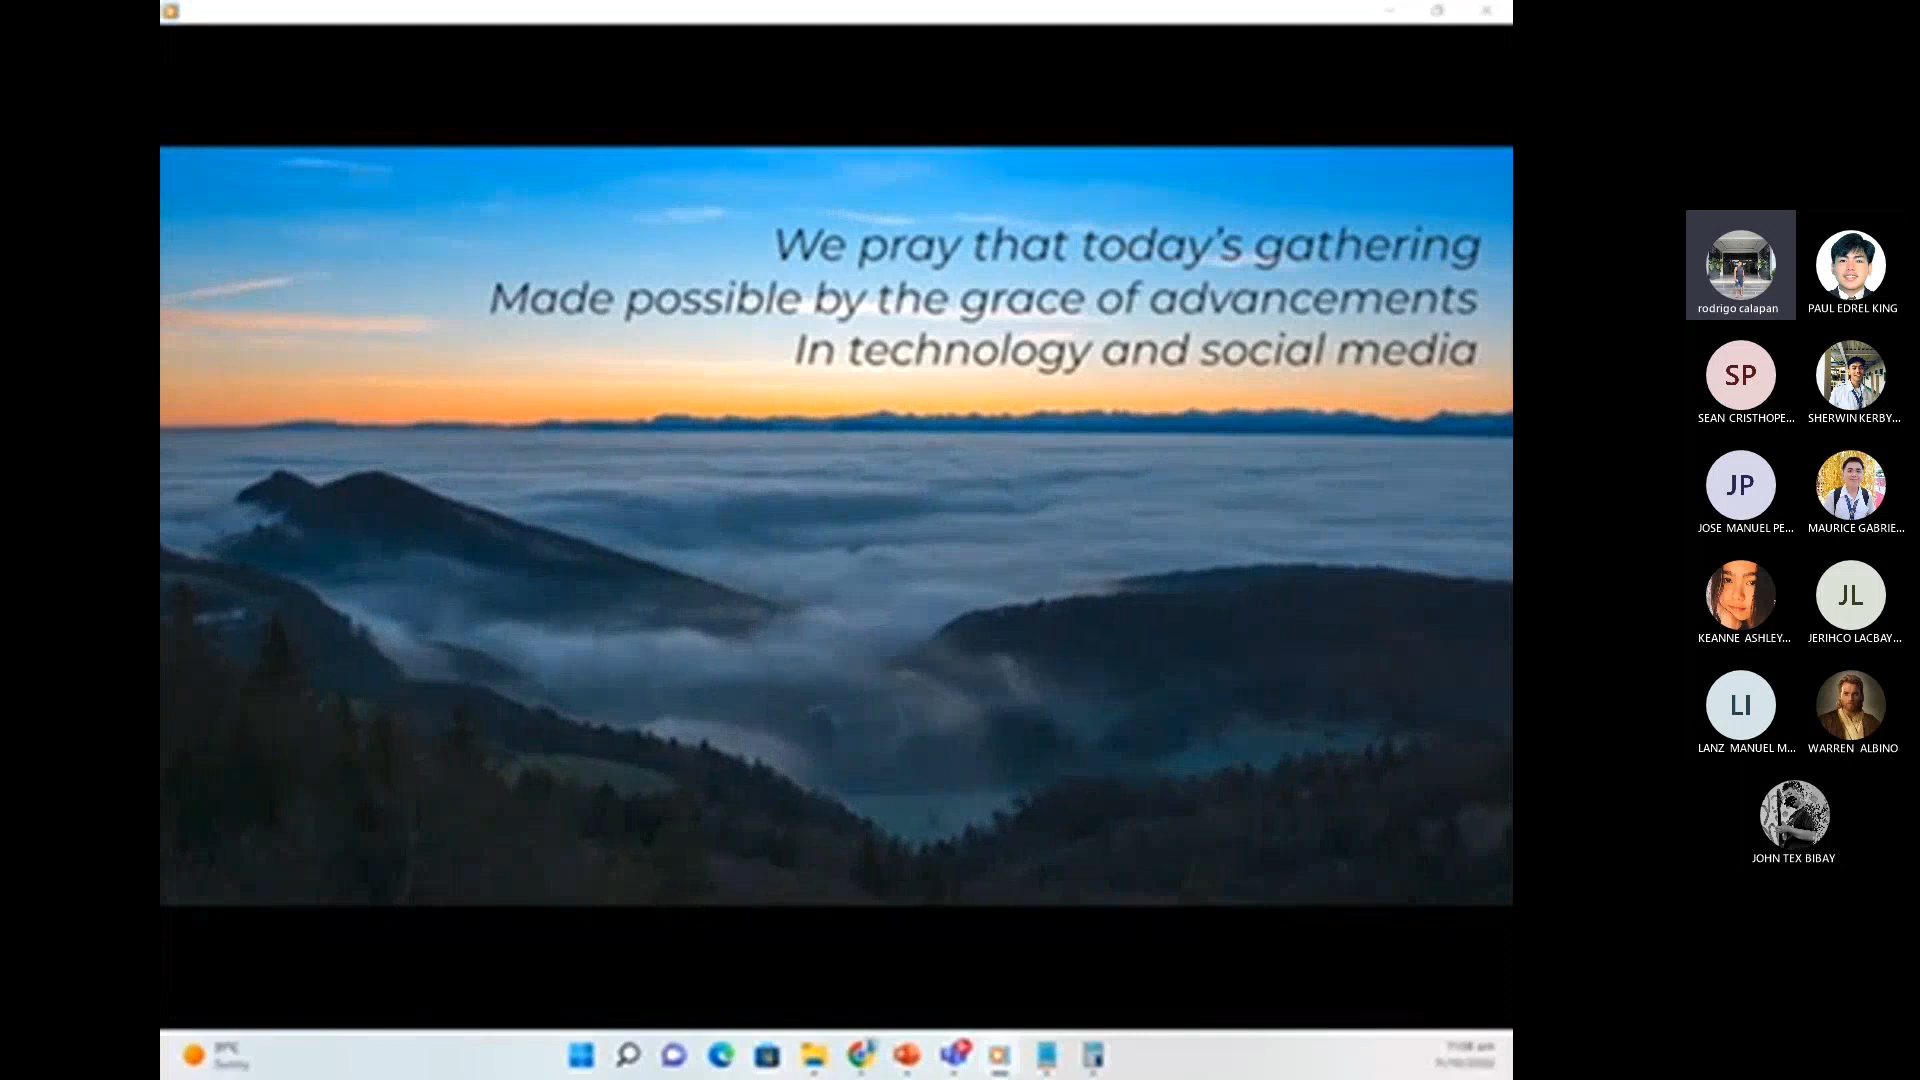 We pray that today's gathering
Made possible by the grace of advancements
In technology and social media
rodrigo calapan
PAUL EDREL KING
SP
SEAN CRISTHOPE...
SHERWIN KERBY...
JP
JOSE MANUEL PE...
MAURICE GABRIE...
KEANNE ASHLEY...
JL
JERIHCO LACBAY...
LI
LANZ MANUEL M...
WARREN ALBINO
JOHN TEX BIBAY
Sunny